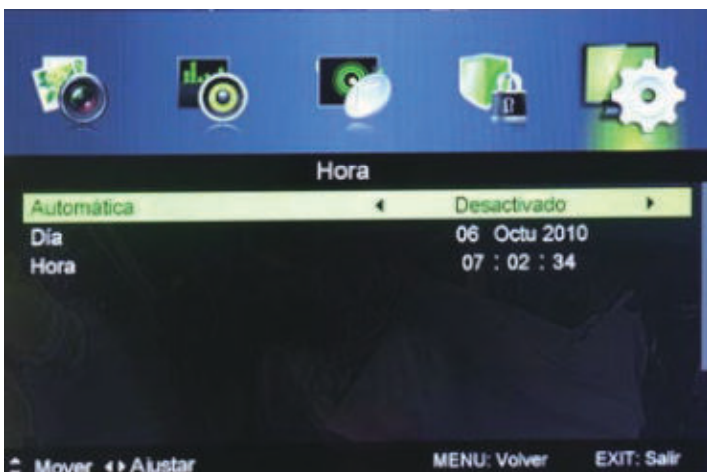 Hora
Automática Desactivado
Día 06 Octu 2010
Hora 07 : 02 : 34
Mover Ajustar MENU: Volver EXIT: Salir